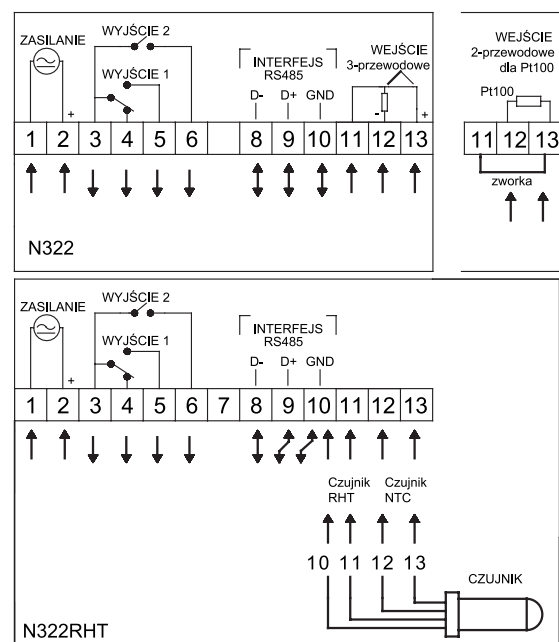 ZASILANIE
WYJŚCIE 2
WYJŚCIE 1
INTERFEJS
RS485
D- D+ GND
WEJŚCIE
3-przewodowe
+ - +
1 2 3 4 5 6 8 9 10 11 12 13
N322
WEJŚCIE
2-przewodowe
dla Pt100
Pt100
11 12 13
zworka
ZASILANIE
WYJŚCIE 2
WYJŚCIE 1
INTERFEJS
RS485
D- D+ GND
+
1 2 3 4 5 6 7 8 9 10 11 12 13
Czujnik Czujnik
RHT NTC
10 11 12 13
CZUJNIK
N322RHT